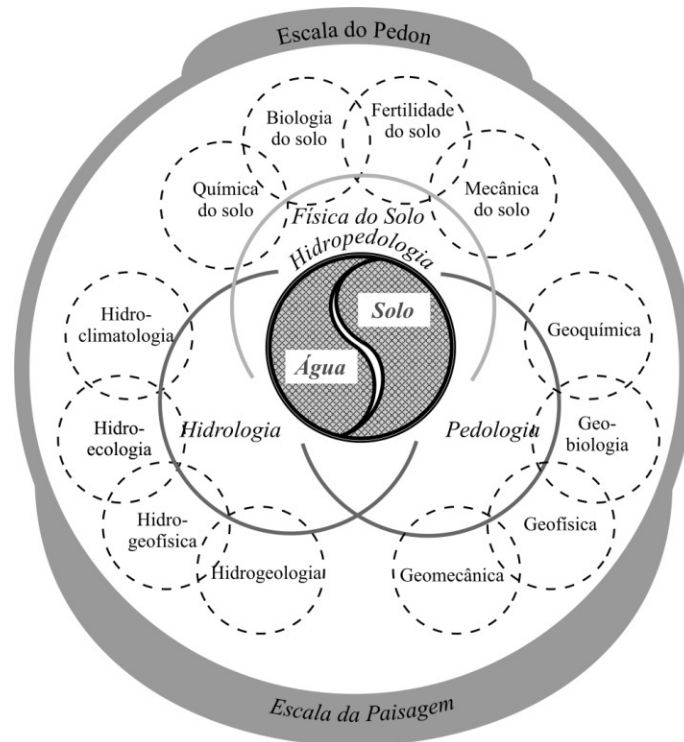 Escala do Pedon
Biologia
do solo
Fertilidade
do solo
Química
do solo
Mecânica
do solo
Física do Solo
Hidropedologia
Solo
Água
Hidro-
climatologia
Geoquímica
Hidro-
ecologia
Hidrologia
Pedologia
Geo-
biologia
Hidro-
geofísica
Geofísica
Hidrogeologia
Geomecânica
Escala da Paisagem